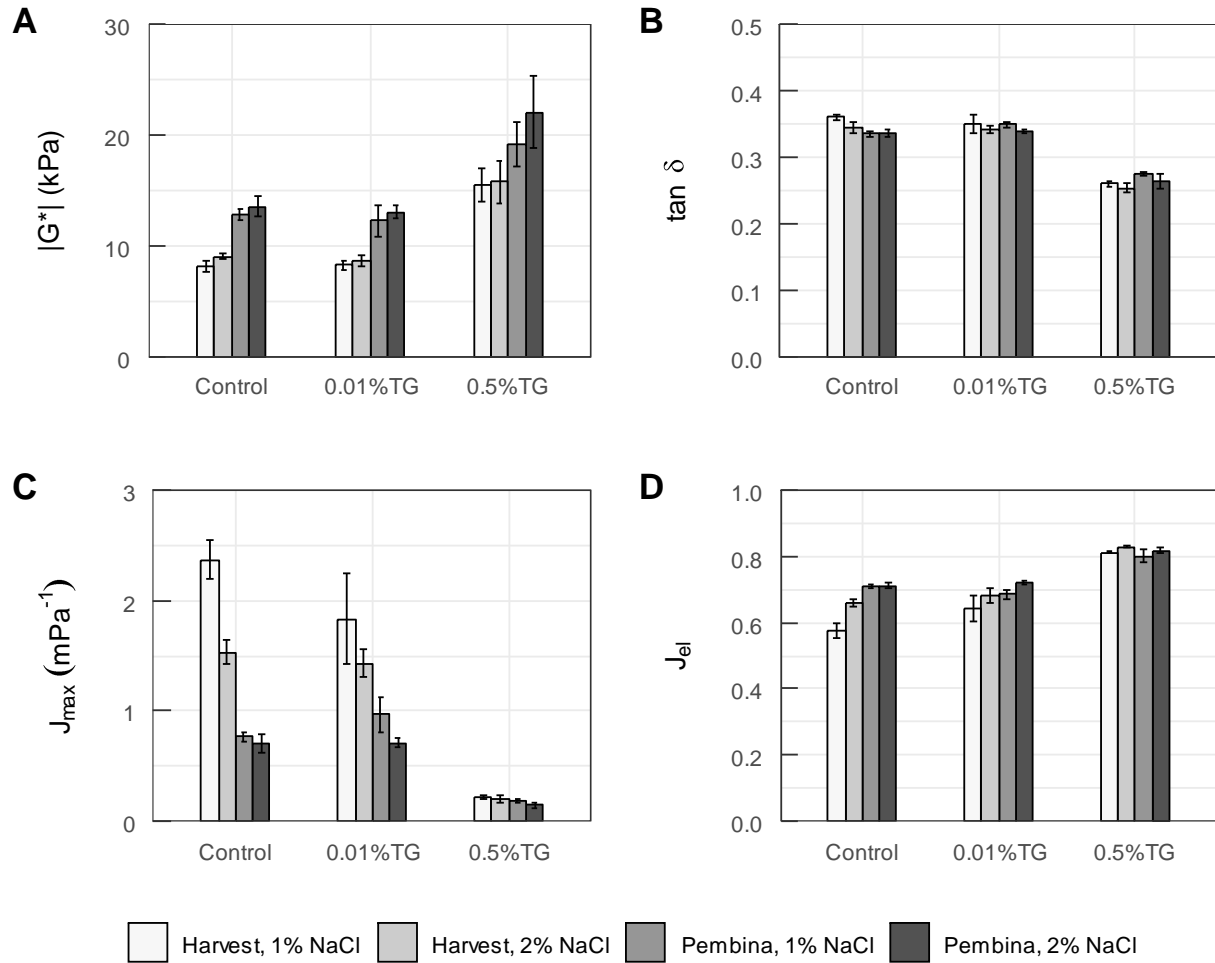 A
|G*| (kPa)
30
20
10
0
Control
0.01%TG
0.5%TG
B
tan δ
0.5
0.4
0.3
0.2
0.1
0.0
Control
0.01%TG
0.5%TG
C
Jmax (mPa-1)
3
2
1
0
Control
0.01%TG
0.5%TG
D
Jel
1.0
0.8
0.6
0.4
0.2
0.0
Control
0.01%TG
0.5%TG
Harvest, 1% NaCl
Harvest, 2% NaCl
Pembina, 1% NaCl
Pembina, 2% NaCl